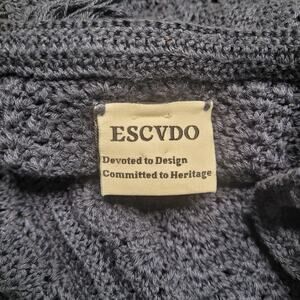 ESCVDO
Devoted to Design
Committed to Heritage